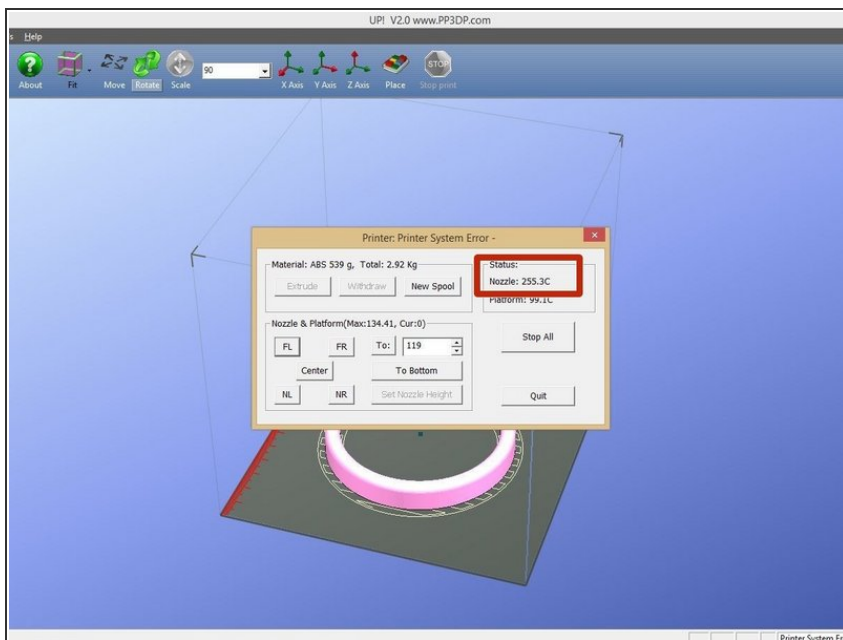 UP! V2.0 www.PP3DP.com
s Help
90
STOP
About Fit Move Rotate Scale X Axis Y Axis Z Axis Place Stop print
Printer: Printer System Error -
Material: ABS 539 g, Total: 2.92 Kg
Extrude Withdraw New Spool
Status:
Nozzle: 255.3C
Platform: 99.1C
Nozzle & Platform(Max:134.41, Cur:0)
FL FR To: 119
Center To Bottom
NL NR Set Nozzle Height
Stop All
Quit
Printer System Er